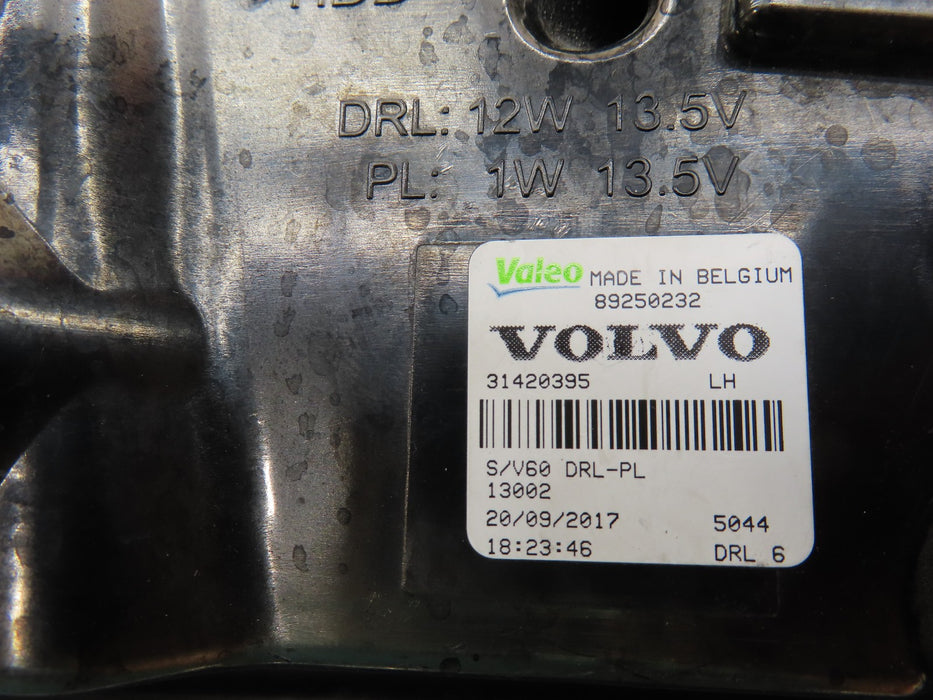 DRL: 12W 13.5V
PL: 1W 13.5V
Valeo MADE IN BELGIUM
89250232
VOLVO
31420395 LH
S/V60 DRL-PL
13002
20/09/2017 5044
18:23:46 DRL 6